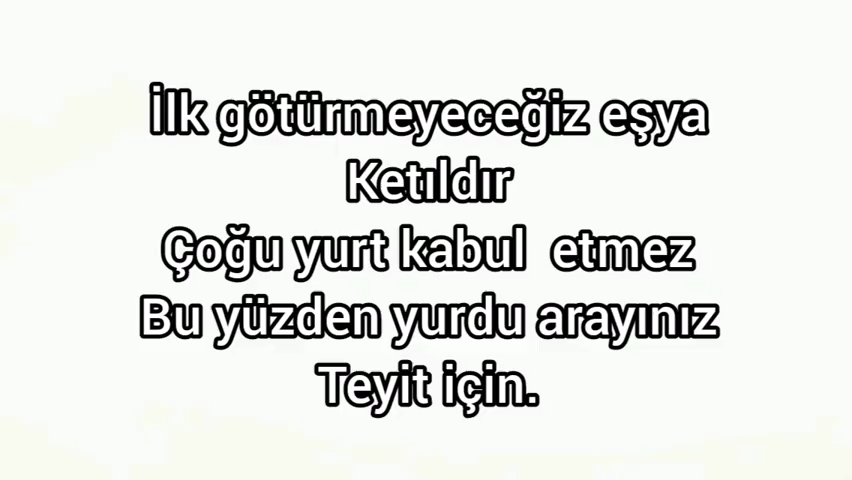 İlk götürmeyeceğiz eşya
Ketıldır
Çoğu yurt kabul  etmez
Bu yüzden yurdu arayınız
Teyit için.